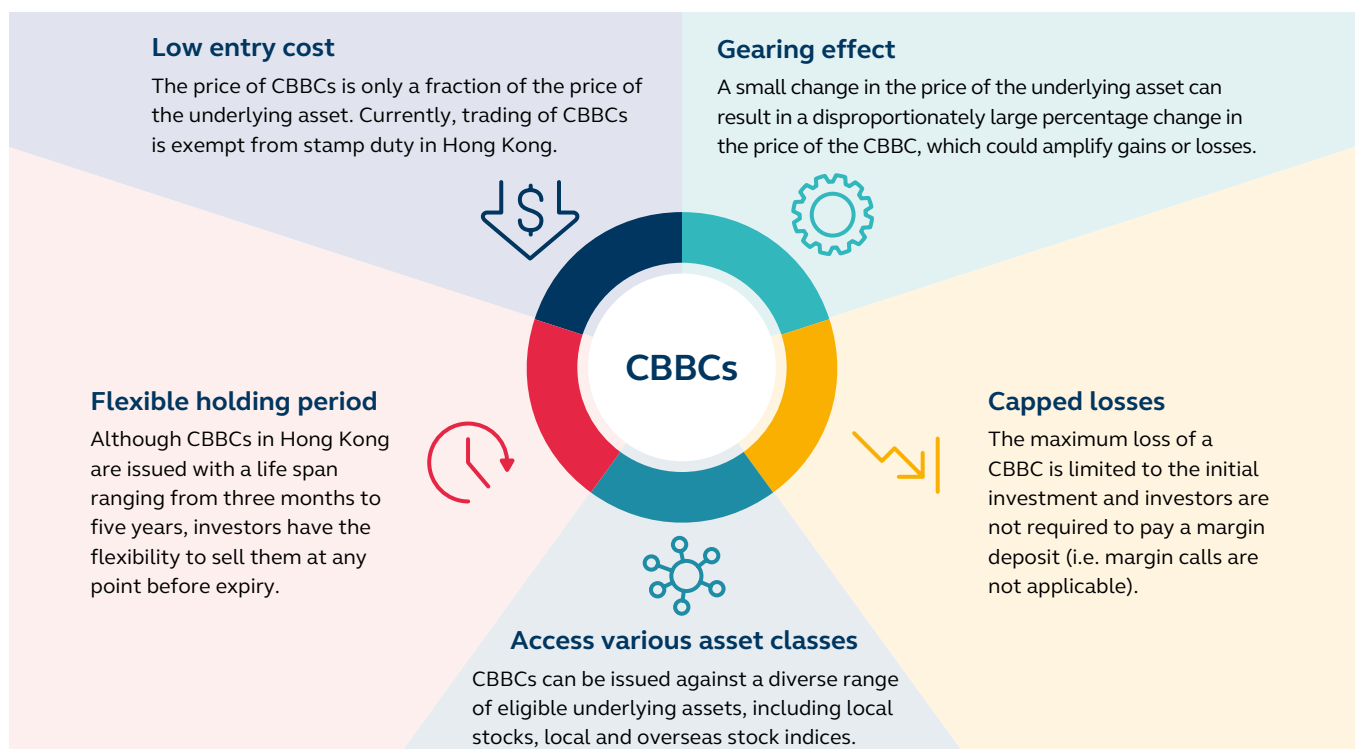 Low entry cost
The price of CBBCs is only a fraction of the price of
the underlying asset. Currently, trading of CBBCs
is exempt from stamp duty in Hong Kong.
Gearing effect
A small change in the price of the underlying asset can
result in a disproportionately large percentage change in
the price of the CBBC, which could amplify gains or losses.
$
CBBCs
Flexible holding period
Although CBBCs in Hong Kong
are issued with a life span
ranging from three months to
five years, investors have the
flexibility to sell them at any
point before expiry.
Capped losses
The maximum loss of a
CBBC is limited to the initial
investment and investors are
not required to pay a margin
deposit (i.e. margin calls are
not applicable).
Access various asset classes
CBBCs can be issued against a diverse range
of eligible underlying assets, including local
stocks, local and overseas stock indices.